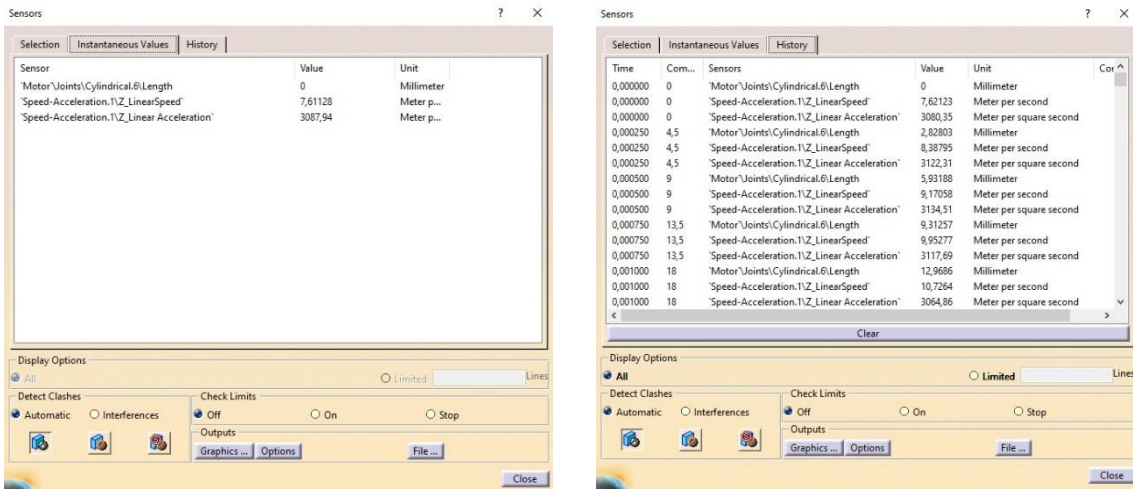 Sensors ? ×
Selection Instantaneous Values History
Sensor Value Unit
`Motor`\Joints\Cylindrical.6\Length` 0 Millimeter
`Speed-Acceleration.1\Z_LinearSpeed` 7,61128 Meter p...
`Speed-Acceleration.1\Z_Linear Acceleration` 3087,94 Meter p...
Display Options
All Limited Lines
Detect Clashes Check Limits
Automatic Interferences Off On Stop
Outputs
Graphics ... Options File ...
Close
Sensors ? ×
Selection Instantaneous Values History
Time Com... Sensors Value Unit Cor
0,000000 0 `Motor`\Joints\Cylindrical.6\Length` 0 Millimeter
0,000000 0 `Speed-Acceleration.1\Z_LinearSpeed` 7,62123 Meter per second
0,000000 0 `Speed-Acceleration.1\Z_Linear Acceleration` 3080,35 Meter per square second
0,000250 4,5 `Motor`\Joints\Cylindrical.6\Length` 2,82803 Millimeter
0,000250 4,5 `Speed-Acceleration.1\Z_LinearSpeed` 8,38795 Meter per second
0,000250 4,5 `Speed-Acceleration.1\Z_Linear Acceleration` 3122,31 Meter per square second
0,000500 9 `Motor`\Joints\Cylindrical.6\Length` 5,93188 Millimeter
0,000500 9 `Speed-Acceleration.1\Z_LinearSpeed` 9,17058 Meter per second
0,000500 9 `Speed-Acceleration.1\Z_Linear Acceleration` 3134,51 Meter per square second
0,000750 13,5 `Motor`\Joints\Cylindrical.6\Length` 9,31257 Millimeter
0,000750 13,5 `Speed-Acceleration.1\Z_LinearSpeed` 9,95277 Meter per second
0,000750 13,5 `Speed-Acceleration.1\Z_Linear Acceleration` 3117,69 Meter per square second
0,001000 18 `Motor`\Joints\Cylindrical.6\Length` 12,9686 Millimeter
0,001000 18 `Speed-Acceleration.1\Z_LinearSpeed` 10,7264 Meter per second
0,001000 18 `Speed-Acceleration.1\Z_Linear Acceleration` 3064,86 Meter per square second
Clear
Display Options
All Limited Lines
Detect Clashes Check Limits
Automatic Interferences Off On Stop
Outputs
Graphics ... Options File ...
Close